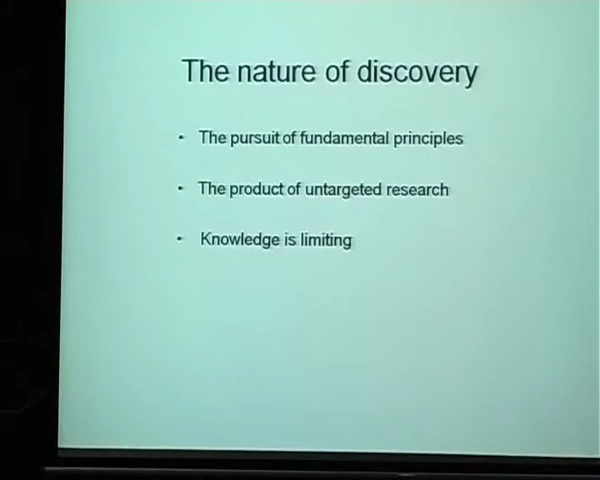 The nature of discovery
• The pursuit of fundamental principles
• The product of untargeted research
• Knowledge is limiting